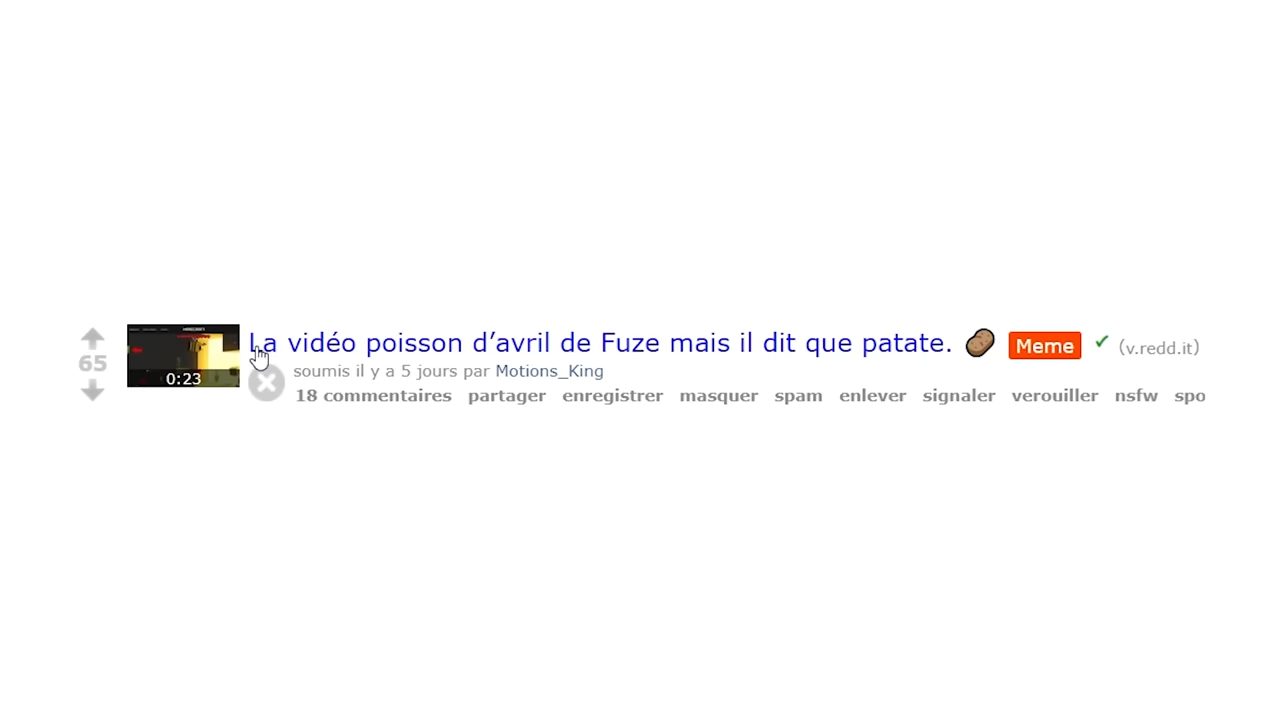 La vidéo poisson d’avril de Fuze mais il dit que patate. 🥔 Meme ✔ (v.redd.it)
65
0:23
soumis il y a 5 jours par Motions_King
18 commentaires partager enregistrer masquer spam enlever signaler verouiller nsfw spo